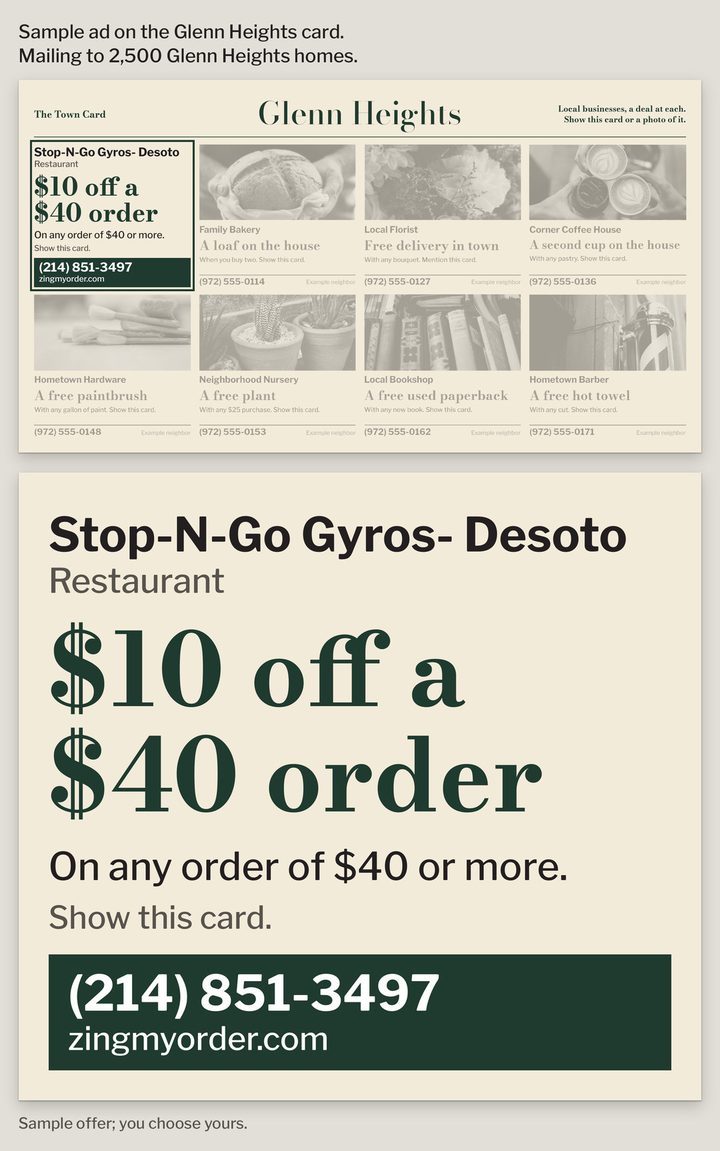 Sample ad on the Glenn Heights card.
Mailing to 2,500 Glenn Heights homes.
The Town Card
Glenn Heights
Local businesses, a deal at each.
Show this card or a photo of it.
Stop-N-Go Gyros- Desoto
Restaurant
$10 off a
$40 order
On any order of $40 or more.
Show this card.
(214) 851-3497
zingmyorder.com
Family Bakery
A loaf on the house
When you buy two. Show this card.
(972) 555-0114
Example neighbor
Local Florist
Free delivery in town
With any bouquet. Mention this card.
(972) 555-0127
Example neighbor
Corner Coffee House
A second cup on the house
With any pastry. Show this card.
(972) 555-0136
Example neighbor
Hometown Hardware
A free paintbrush
With any gallon of paint. Show this card.
(972) 555-0148
Example neighbor
Neighborhood Nursery
A free plant
With any $25 purchase. Show this card.
(972) 555-0153
Example neighbor
Local Bookshop
A free used paperback
With any new book. Show this card.
(972) 555-0162
Example neighbor
Hometown Barber
A free hot towel
With any cut. Show this card.
(972) 555-0171
Example neighbor
Stop-N-Go Gyros- Desoto
Restaurant
$10 off a
$40 order
On any order of $40 or more.
Show this card.
(214) 851-3497
zingmyorder.com
Sample offer; you choose yours.